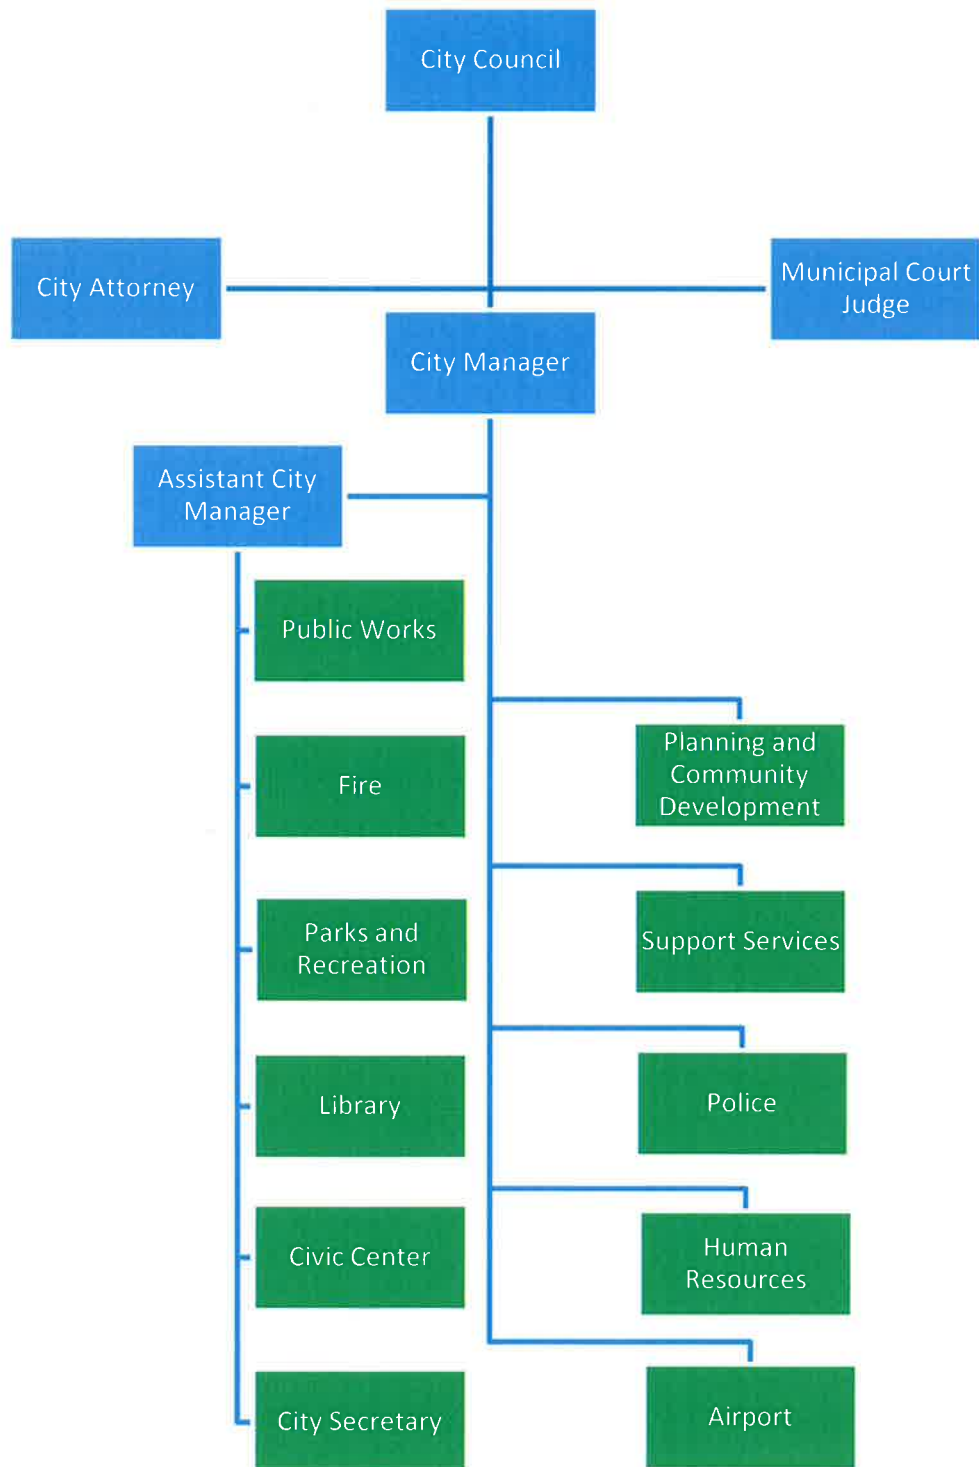 City Council
City Attorney
Municipal Court
Judge
City Manager
Assistant City
Manager
Public Works
Planning and
Community
Development
Fire
Parks and
Recreation
Support Services
Library
Police
Civic Center
Human
Resources
City Secretary
Airport